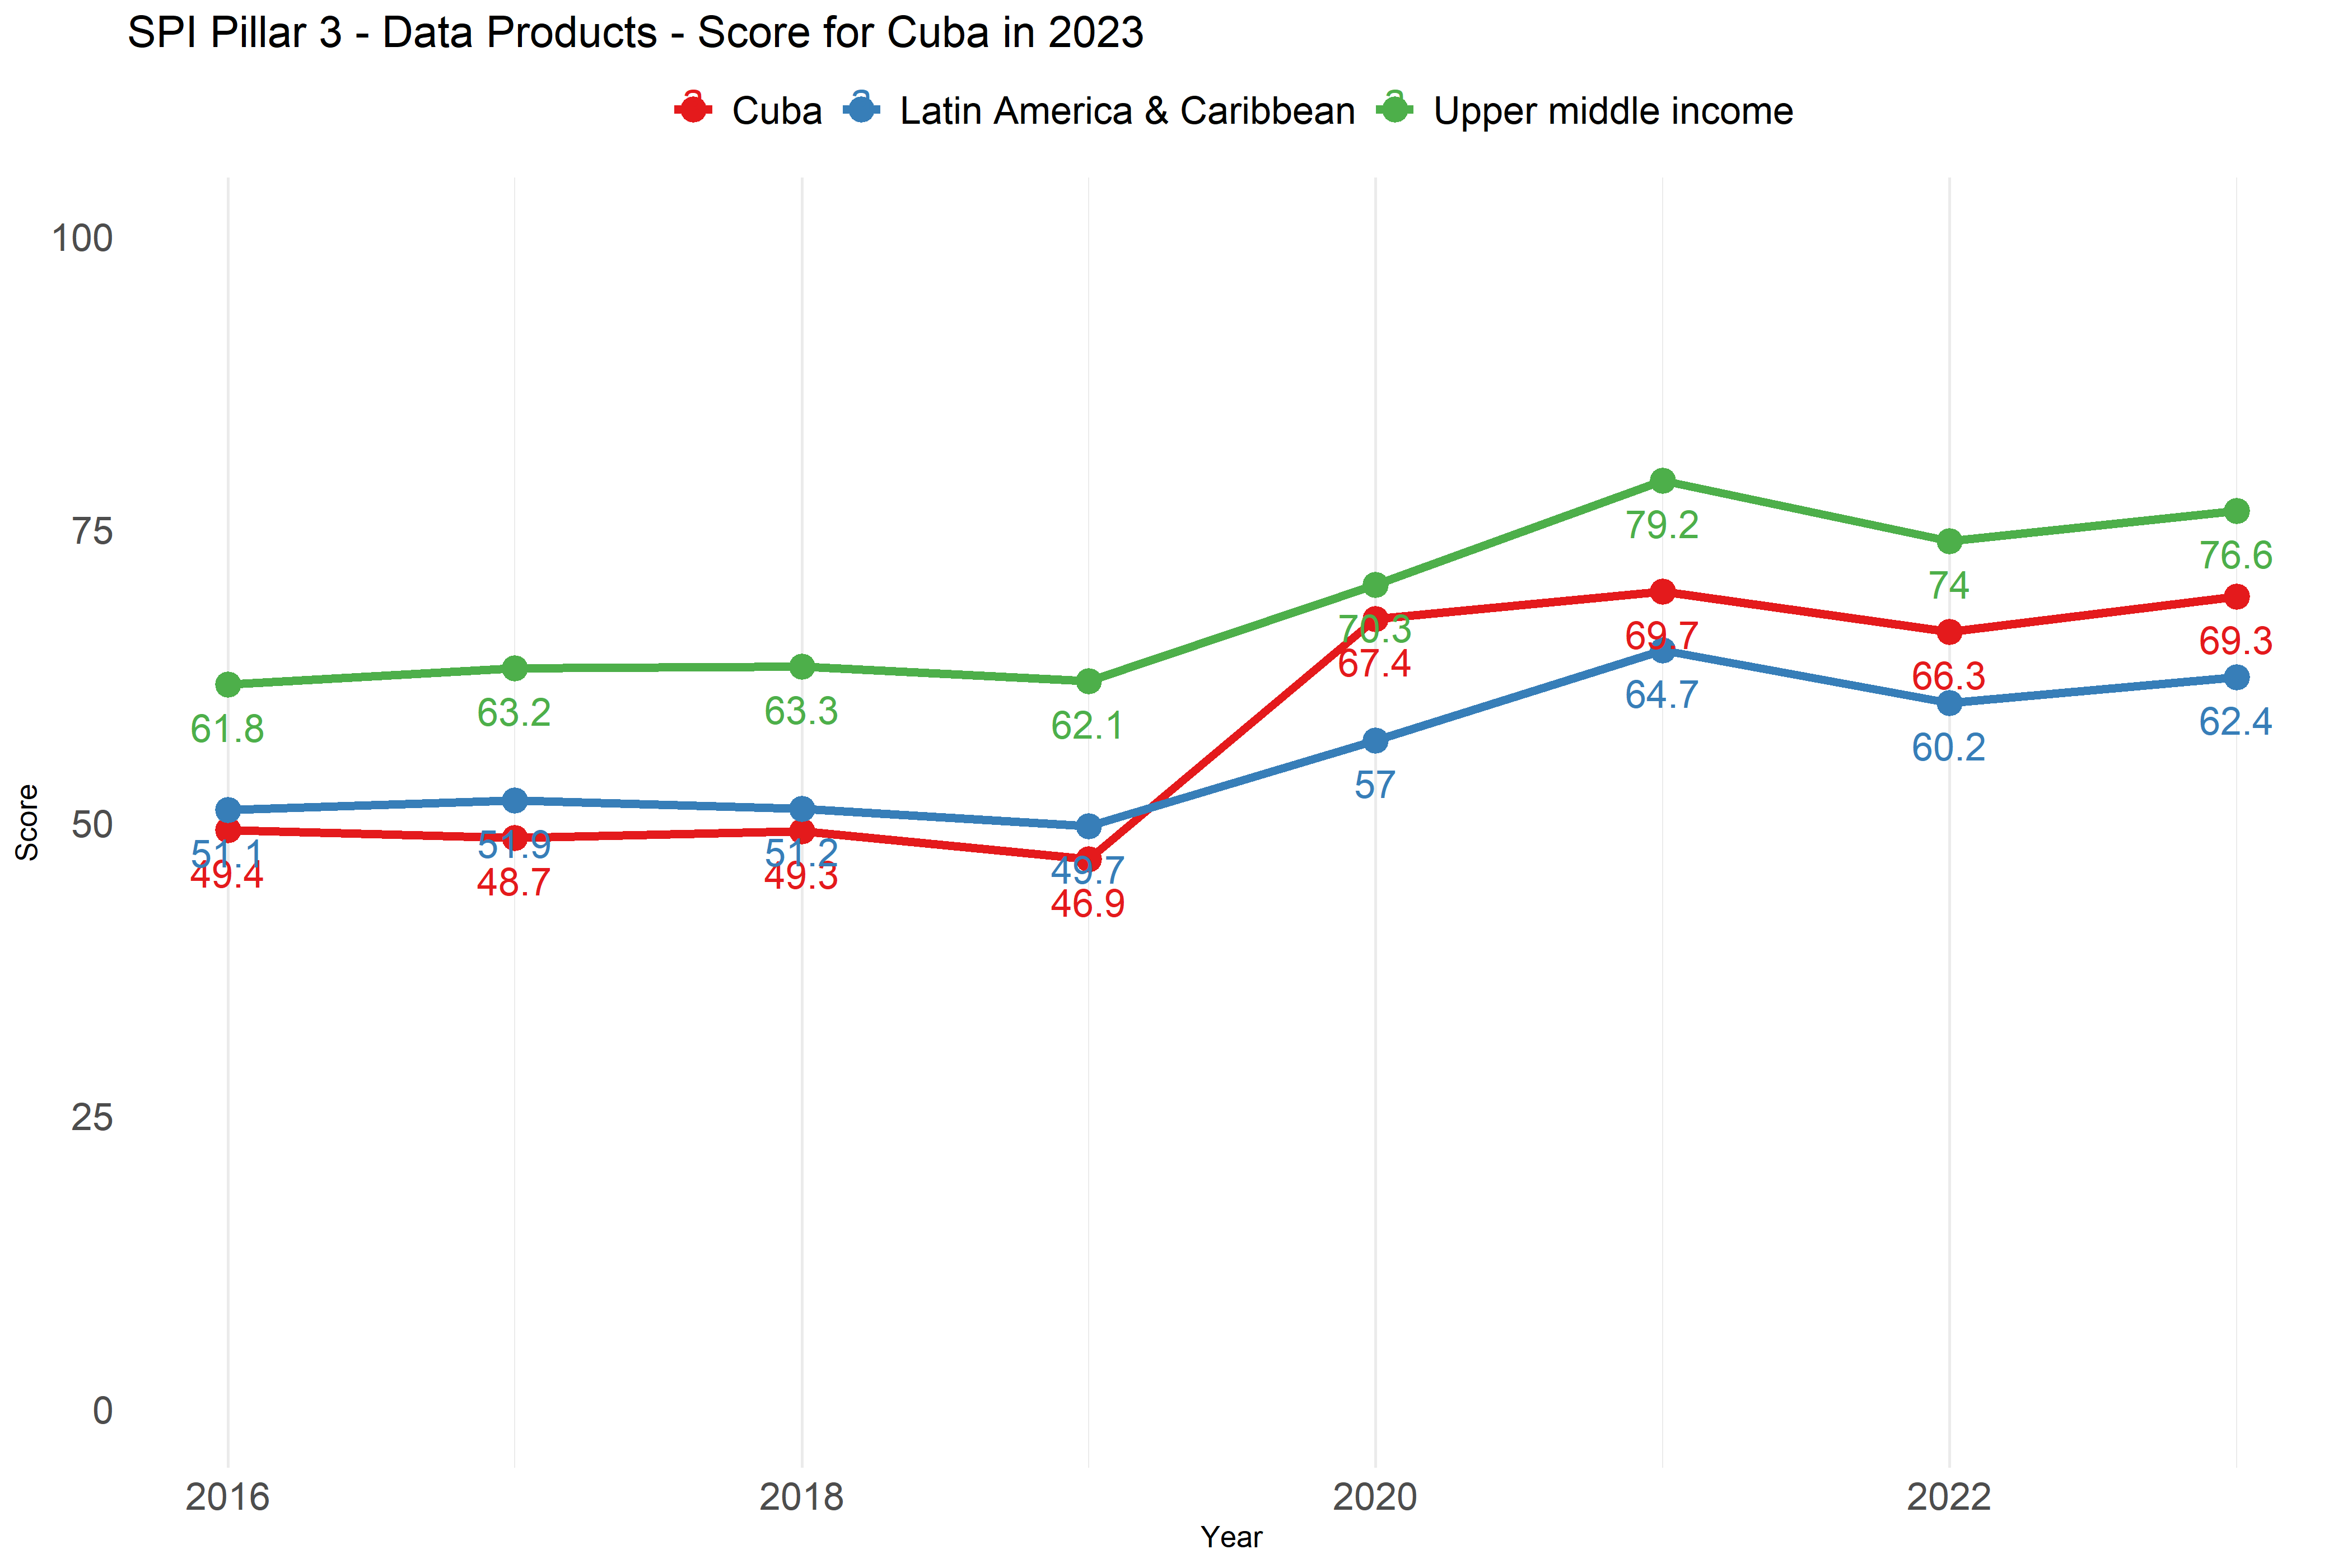 SPI Pillar 3 - Data Products - Score for Cuba in 2023
Cuba Latin America & Caribbean Upper middle income
100
75
50
25
0
Score
61.8 63.2 63.3 62.1 70.3 79.2 74 76.6
49.4 48.7 49.3 46.9 67.4 69.7 66.3 69.3
51.1 51.9 51.2 49.7 57 64.7 60.2 62.4
2016 2018 2020 2022
Year